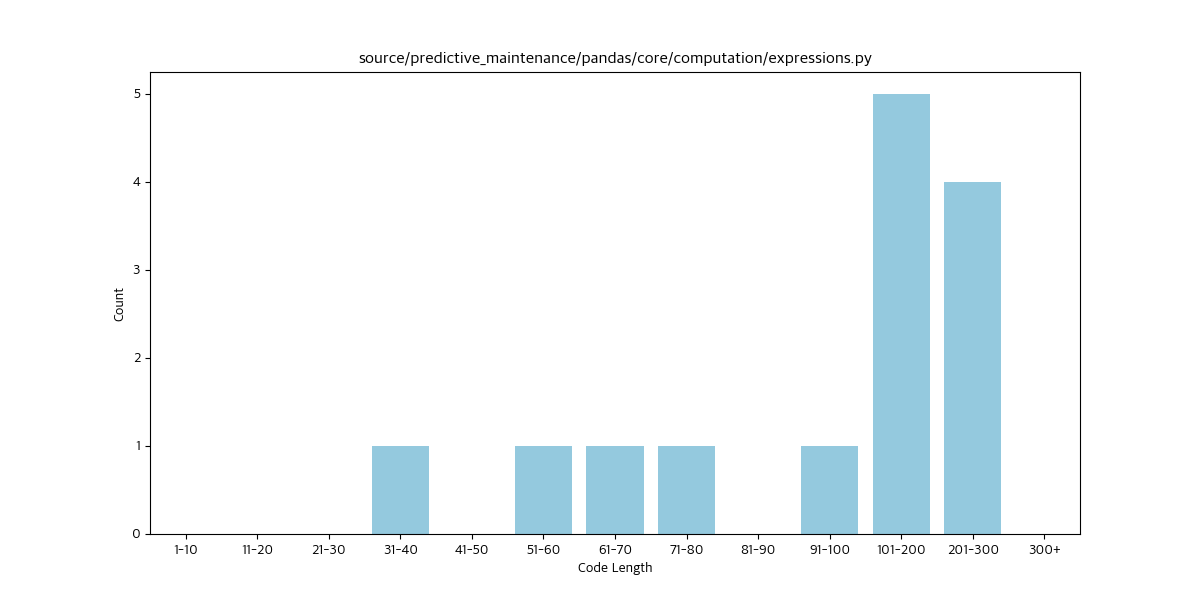 source/predictive_maintenance/pandas/core/computation/expressions.py
5
4
3
2
1
0
Count
1-10 11-20 21-30 31-40 41-50 51-60 61-70 71-80 81-90 91-100 101-200 201-300 300+
Code Length